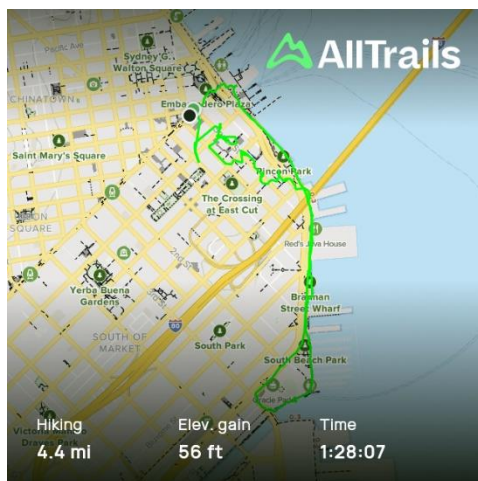 AllTrails
Pacific Ave
Sydney G.
Walton Square
CHINATOWN
Saint Mary's Square
Rincon Park
The Crossing
at East Cut
SQUARE
2nd St
Red's Java House
Yerba Buena
Gardens
80
Brannan
Street Wharf
SOUTH OF
MARKET
South Park
South Beach Park
Hiking
Elev. gain
Time
4.4 mi
56 ft
1:28:07